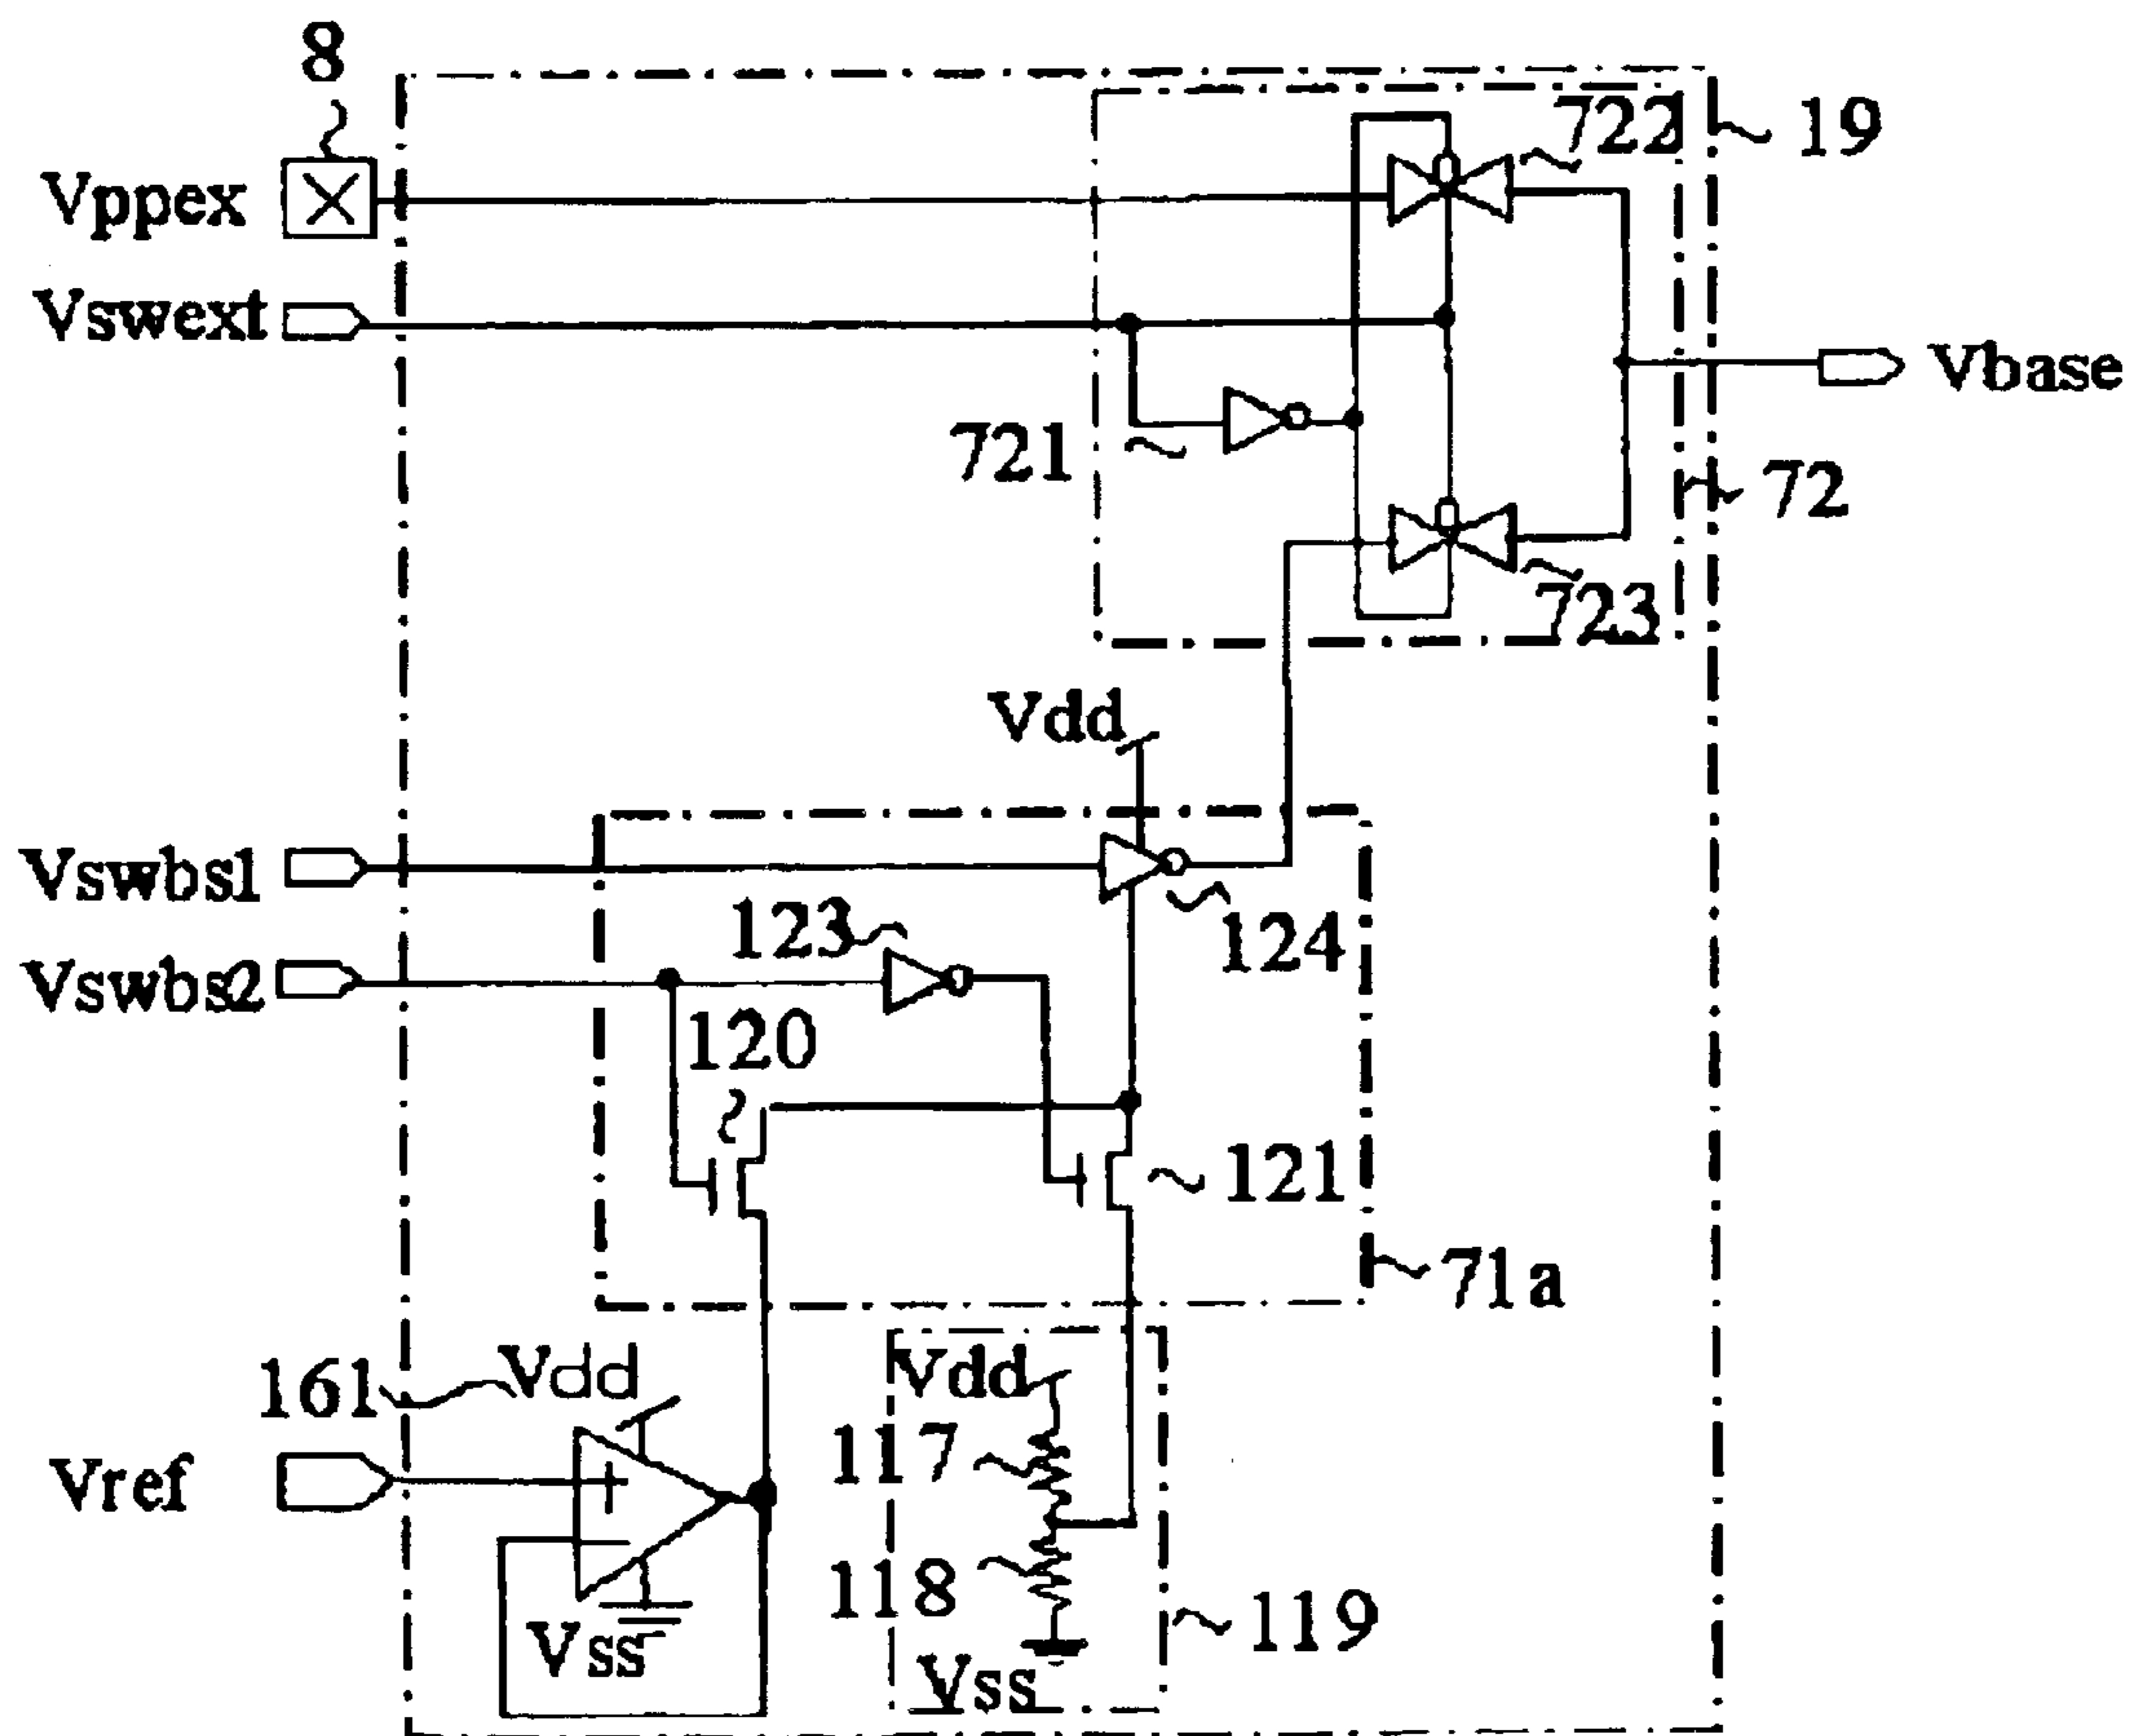 8
722
19
Vppex
Vswext
Vbase
721
72
723
Vdd
Vswbs1
123
124
Vswbs2
120
121
71a
161
Vdd
Vdd
117
Vref
118
119
Vss
Vss